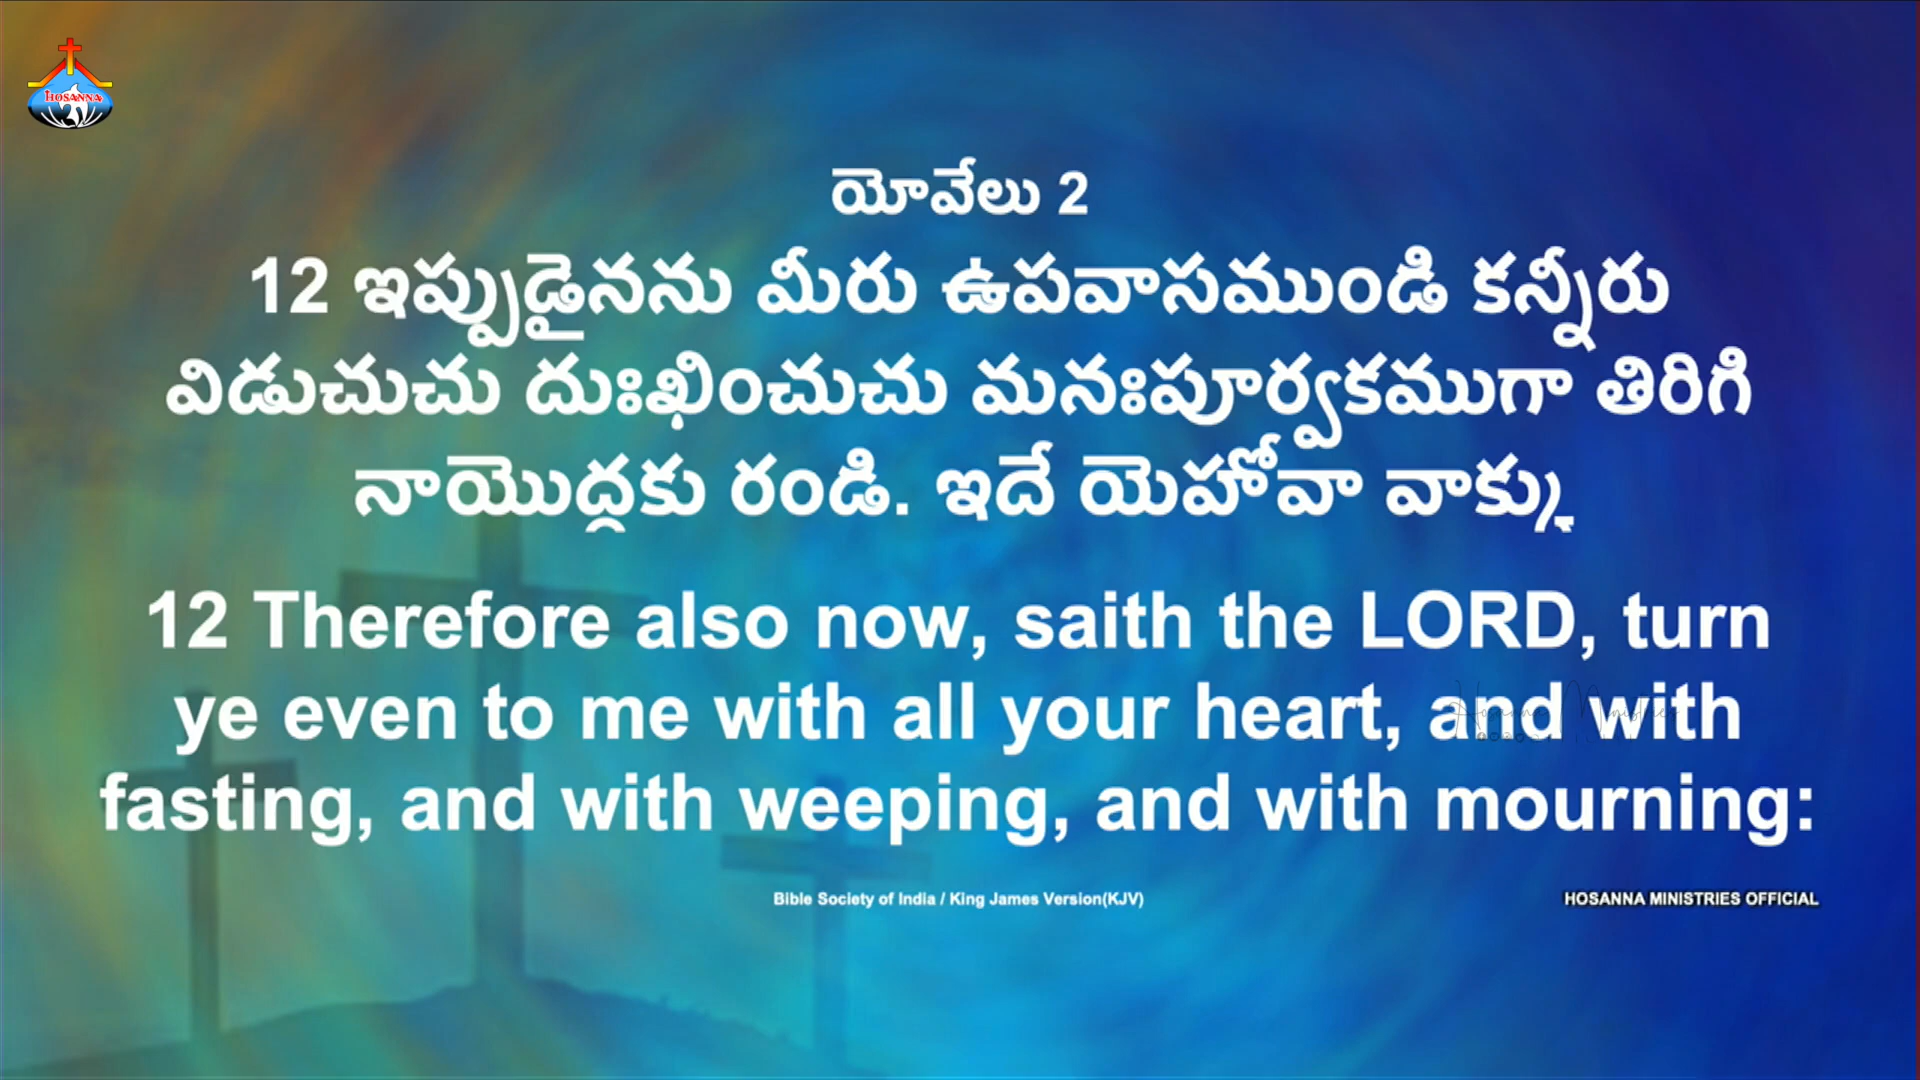 HOSANNA
యోవేలు 2
12 ఇప్పుడైనను మీరు ఉపవాసముండి కన్నీరు
విడుచుచు దుఃఖించుచు మనఃపూర్వకముగా తిరిగి
నాయొద్దకు రండి. ఇదే యెహోవా వాక్కు
12 Therefore also now, saith the LORD, turn
ye even to me with all your heart, and with
fasting, and with weeping, and with mourning:
Hosanna Ministries
Bible Society of India / King James Version(KJV)
HOSANNA MINISTRIES OFFICIAL